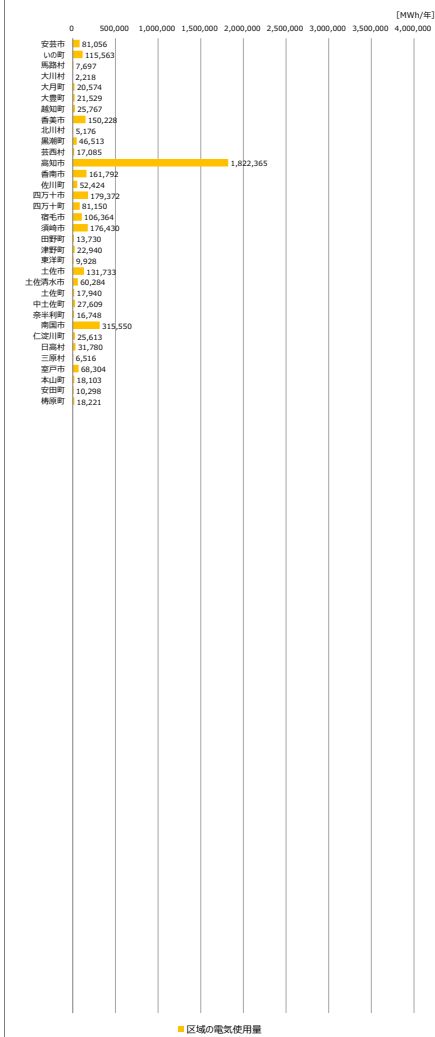 [MWh/年]
0 500,000 1,000,000 1,500,000 2,000,000 2,500,000 3,000,000 3,500,000 4,000,000
安芸市 81,056
いの町 115,563
馬路村 7,697
大川村 2,218
大月町 20,574
大豊町 21,529
越知町 25,767
香美市 150,228
北川村 5,176
黒潮町 46,513
芸西村 17,085
高知市 1,822,365
香南市 161,792
佐川町 52,424
四万十市 179,372
四万十町 81,150
宿毛市 106,364
須崎市 176,430
田野町 13,730
津野町 22,940
東洋町 9,928
土佐市 131,733
土佐清水市 60,284
土佐町 17,940
中土佐町 27,609
奈半利町 16,748
南国市 315,550
仁淀川町 25,613
日高村 31,780
三原村 6,516
室戸市 68,304
本山町 18,103
安田町 10,298
梼原町 18,221
区域の電気使用量